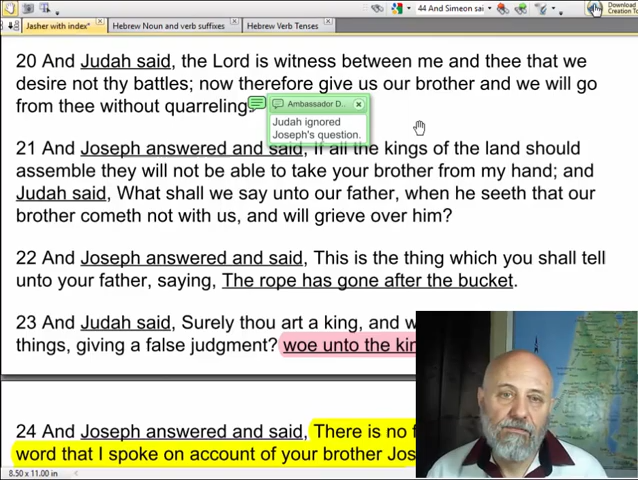 Jasher with index*
Hebrew Noun and verb suffixes
Hebrew Verb Tenses
44 And Simeon sai
Download
Creation To
20 And Judah said, the Lord is witness between me and thee that we
desire not thy battles; now therefore give us our brother and we will go
from thee without quarreling.
Ambassador D..
Judah ignored
Joseph's question.
21 And Joseph answered and said, If all the kings of the land should
assemble they will not be able to take your brother from my hand; and
Judah said, What shall we say unto our father, when he seeth that our
brother cometh not with us, and will grieve over him?
22 And Joseph answered and said, This is the thing which you shall tell
unto your father, saying, The rope has gone after the bucket.
23 And Judah said, Surely thou art a king, and w
things, giving a false judgment? woe unto the kin
24 And Joseph answered and said, There is no f
word that I spoke on account of your brother Jos
8.50 x 11.00 in